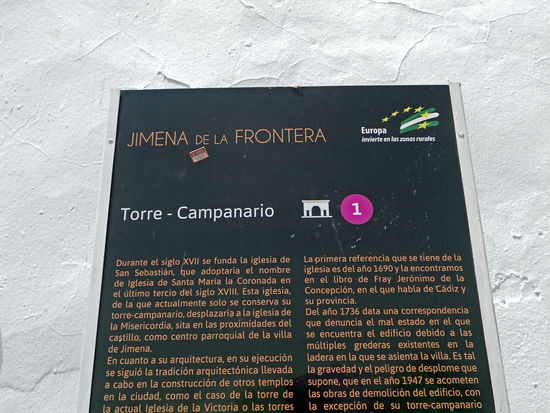 JIMENA DE LA FRONTERA
Europa
invierte en las zonas rurales
Torre - Campanario
1
Durante el siglo XVII se funda la iglesia de
San Sebastián, que adoptaría el nombre
de Iglesia de Santa María la Coronada en
el último tercio del siglo XVIII. Esta iglesia,
de la que actualmente solo se conserva su
torre-campanario, desplazaría a la iglesia de
la Misericordia, sita en las proximidades del
castillo, como centro parroquial de la villa
de Jimena.
En cuanto a su arquitectura, en su ejecución
se siguió la tradición arquitectónica llevada
a cabo en la construcción de otros templos
en la ciudad, como el caso de la torre de
la actual Iglesia de la Victoria o las torres
La primera referencia que se tiene de la
iglesia es del año 1690 y la encontramos
en el libro de Fray Jerónimo de la
Concepción, en el que habla de Cádiz y
su provincia.
Del año 1736 data una correspondencia
que denuncia el mal estado en el que
se encuentra el edificio debido a las
múltiples grederas existentes en la
ladera en la que se asienta la villa. Es tal
la gravedad y el peligro de desplome que
supone, que en el año 1947 se acometen
las obras de demolición del edificio, con
la excepción de su torre-campanario